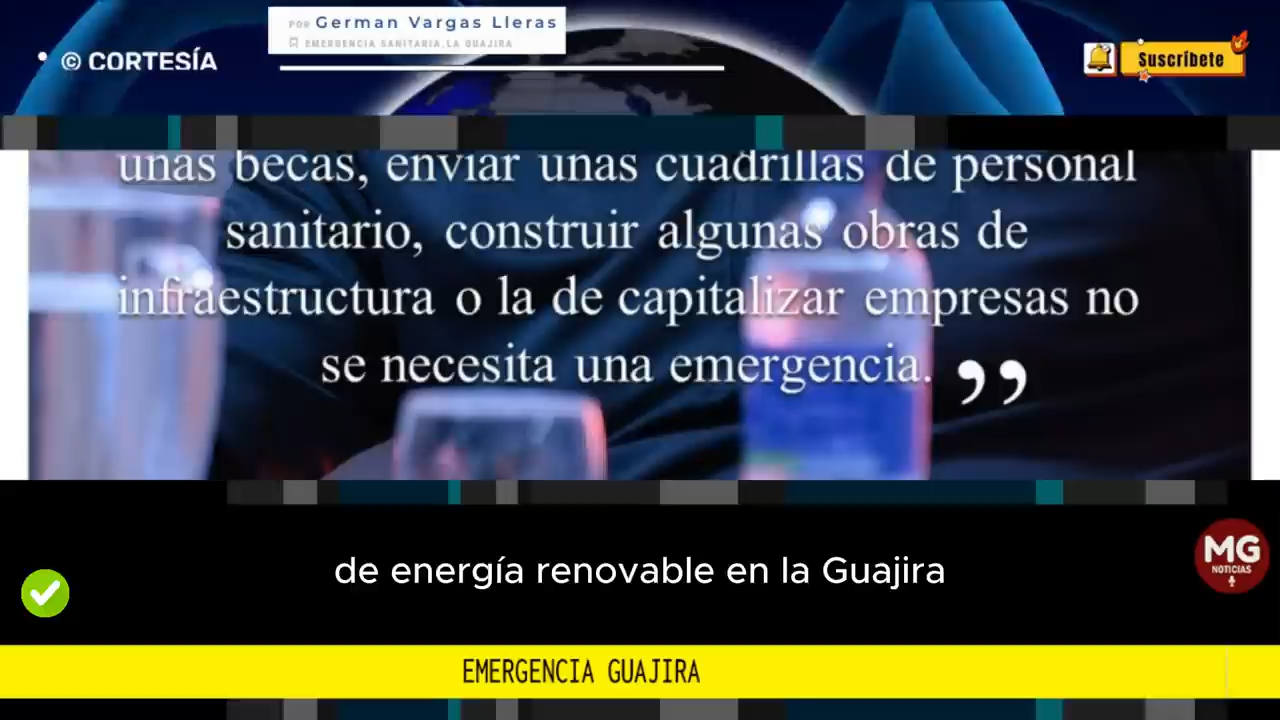 POR German Vargas Lleras
EMERGENCIA SANITARIA, LA GUAJIRA
© CORTESÍA
Suscríbete
unas becas, enviar unas cuadrillas de personal
sanitario, construir algunas obras de
infraestructura o la de capitalizar empresas no
se necesita una emergencia. ”
de energía renovable en la Guajira
MG
NOTICIAS
EMERGENCIA GUAJIRA